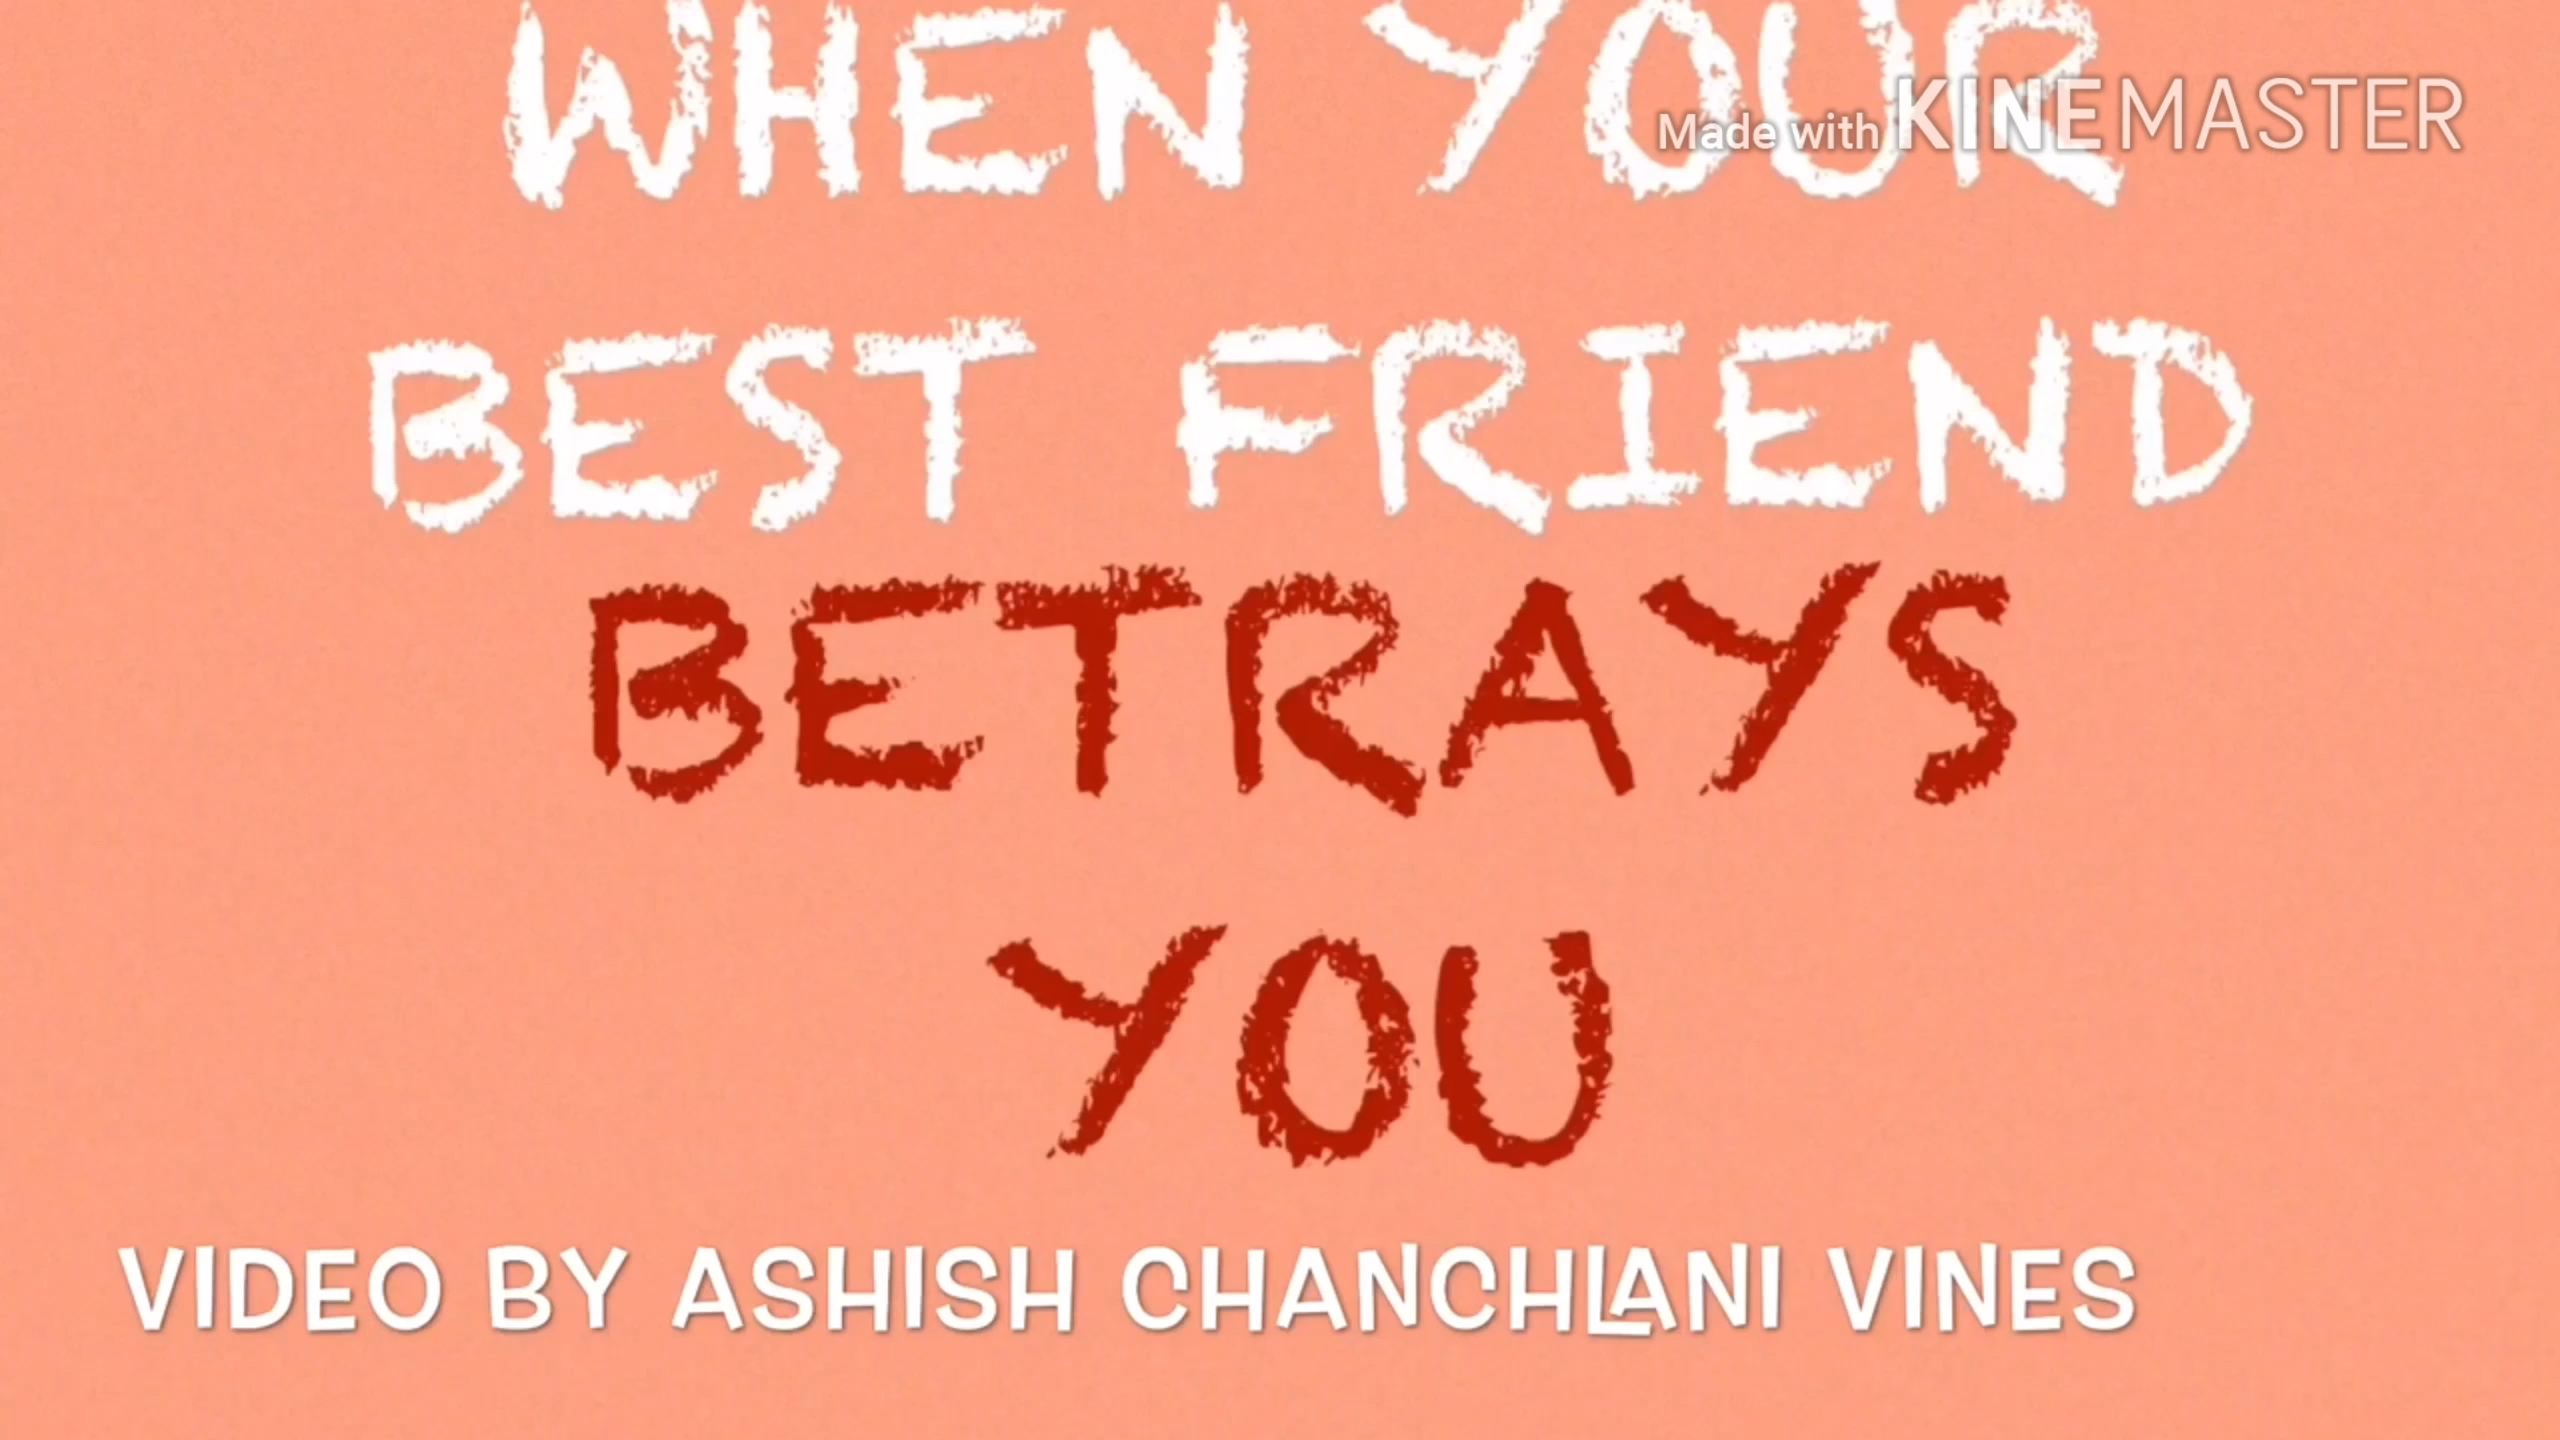 WHEN YOUR
Made with KINEMASTER
BEST FRIEND
BETRAYS
YOU
VIDEO BY ASHISH CHANCHLANI VINES